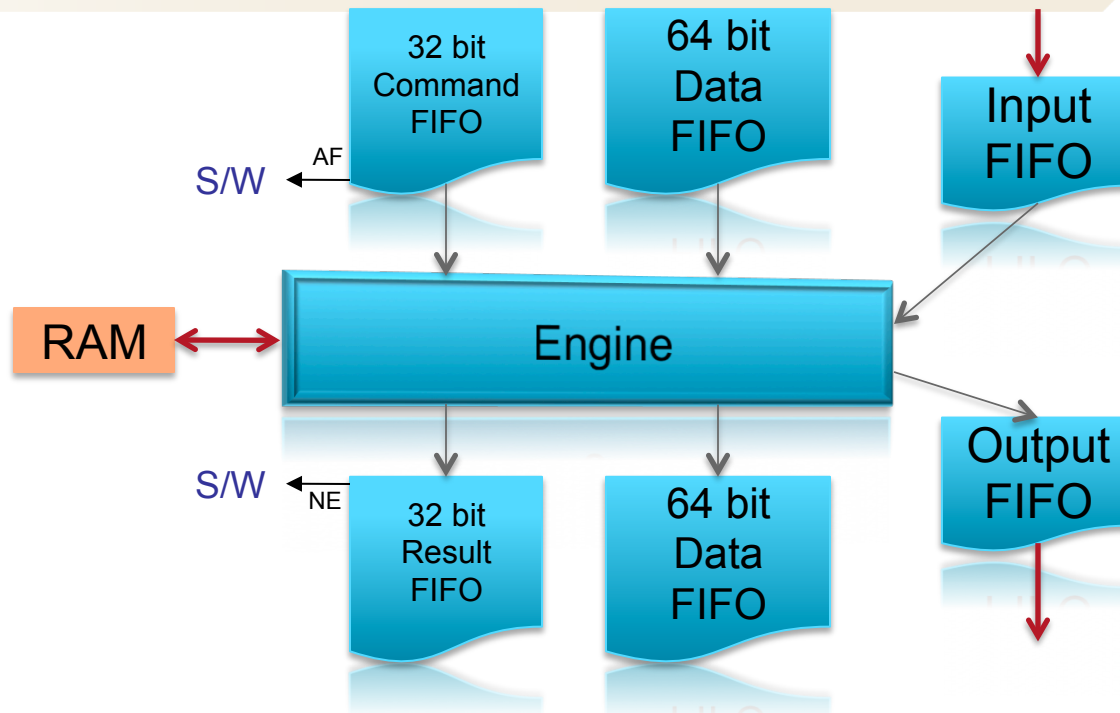 32 bit
Command
FIFO
64 bit
Data
FIFO
Input
FIFO
AF
S/W
RAM
Engine
Output
FIFO
S/W
NE
32 bit
Result
FIFO
64 bit
Data
FIFO